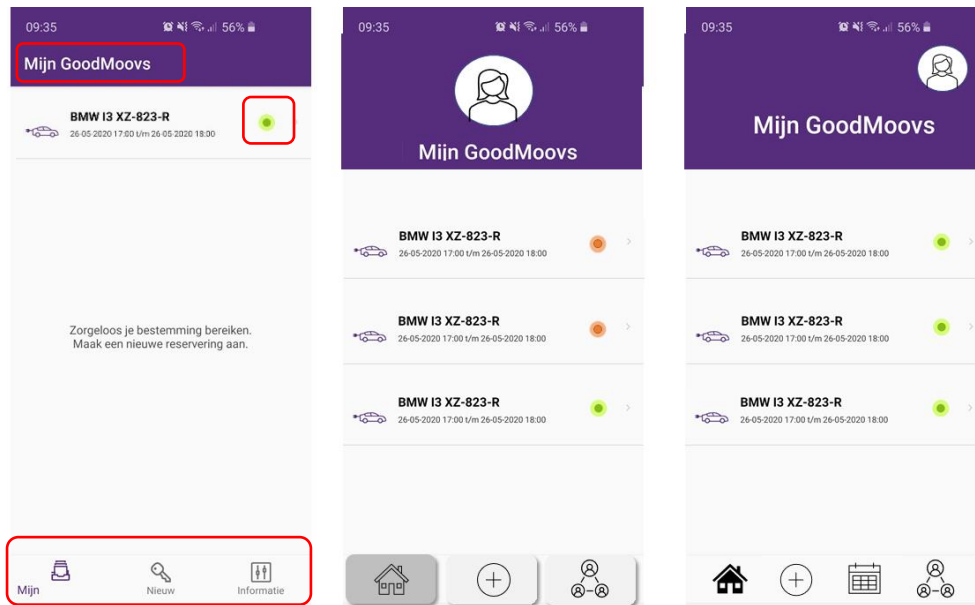 09:35 56%
Mijn GoodMoovs
BMW I3 XZ-823-R
26-05-2020 17:00 t/m 26-05-2020 18:00
Zorgeloos je bestemming bereiken.
Maak een nieuwe reservering aan.
Mijn Nieuw Informatie
09:35 56%
Mijn GoodMoovs
BMW I3 XZ-823-R
26-05-2020 17:00 t/m 26-05-2020 18:00
BMW I3 XZ-823-R
26-05-2020 17:00 t/m 26-05-2020 18:00
BMW I3 XZ-823-R
26-05-2020 17:00 t/m 26-05-2020 18:00
09:35 56%
Mijn GoodMoovs
BMW I3 XZ-823-R
26-05-2020 17:00 t/m 26-05-2020 18:00
BMW I3 XZ-823-R
26-05-2020 17:00 t/m 26-05-2020 18:00
BMW I3 XZ-823-R
26-05-2020 17:00 t/m 26-05-2020 18:00